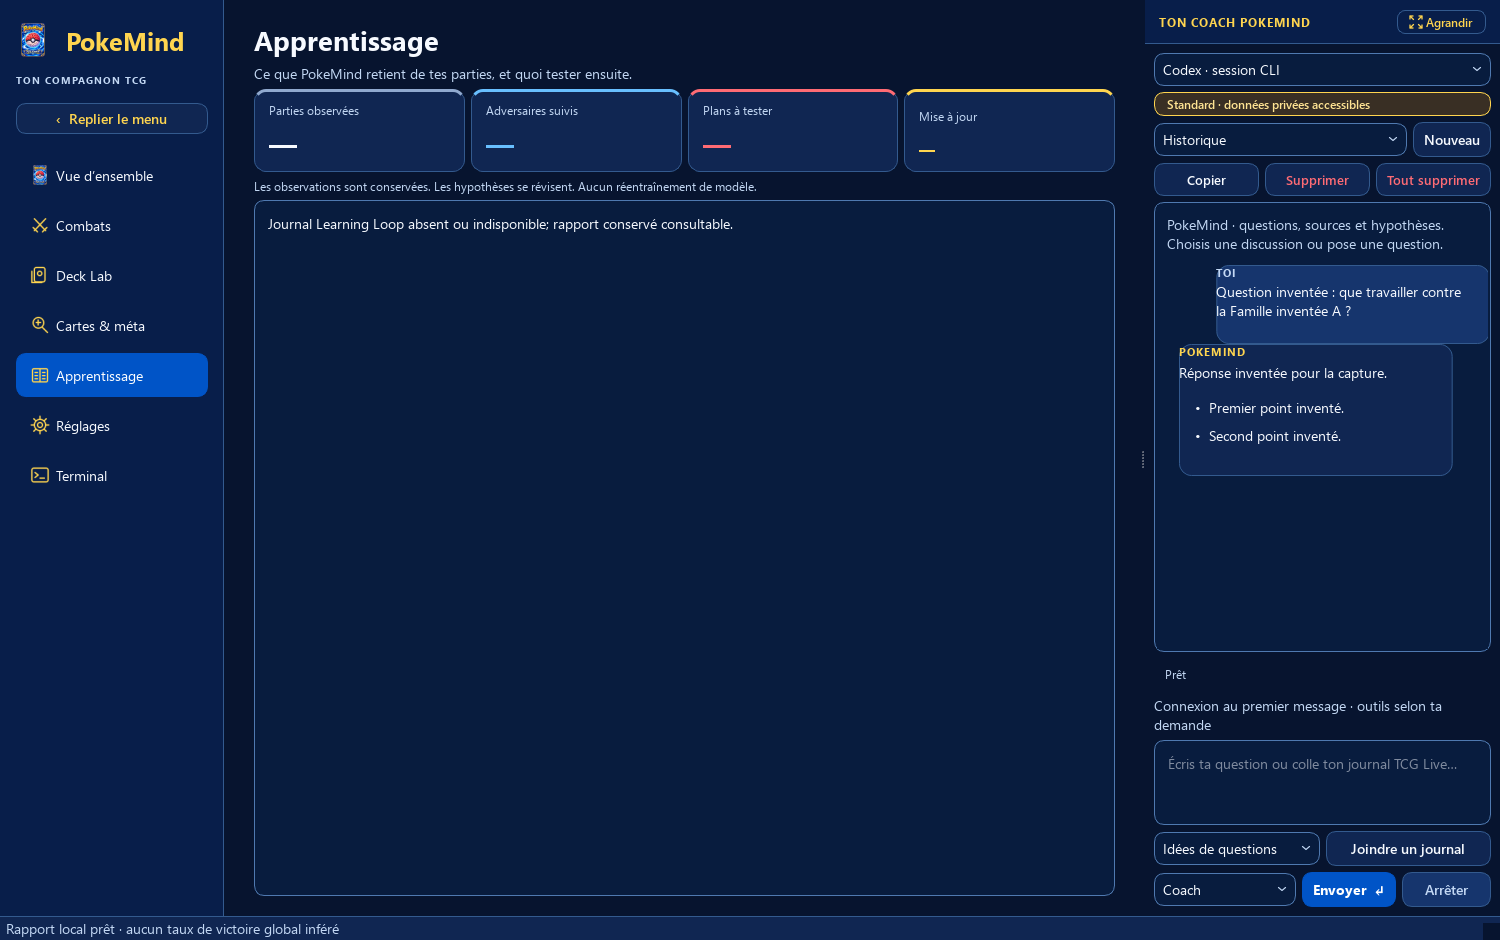 PokeMind
TON COMPAGNON TCG
‹ Replier le menu
Vue d'ensemble
Combats
Deck Lab
Cartes & méta
Apprentissage
Réglages
Terminal
Apprentissage
Ce que PokeMind retient de tes parties, et quoi tester ensuite.
Parties observées
—
Adversaires suivis
—
Plans à tester
—
Mise à jour
—
Les observations sont conservées. Les hypothèses se révisent. Aucun réentraînement de modèle.
Journal Learning Loop absent ou indisponible; rapport conservé consultable.
TON COACH POKEMIND
Agrandir
Codex · session CLI
Standard · données privées accessibles
Historique
Nouveau
Copier
Supprimer
Tout supprimer
PokeMind · questions, sources et hypothèses.
Choisis une discussion ou pose une question.
TOI
Question inventée : que travailler contre
la Famille inventée A ?
POKEMIND
Réponse inventée pour la capture.
• Premier point inventé.
• Second point inventé.
Prêt
Connexion au premier message · outils selon ta
demande
Écris ta question ou colle ton journal TCG Live…
Idées de questions
Joindre un journal
Coach
Envoyer ↲
Arrêter
Rapport local prêt · aucun taux de victoire global inféré